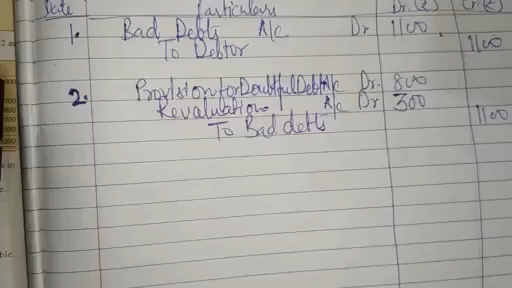 Date Particulars Dr.(₹) Cr.(₹)
1. Bad Debts A/c Dr 1100
To Debtor 1100
2. Provision for Doubtful Debt A/c Dr. 800
Revaluation A/c Dr 300
To Bad debts 1100